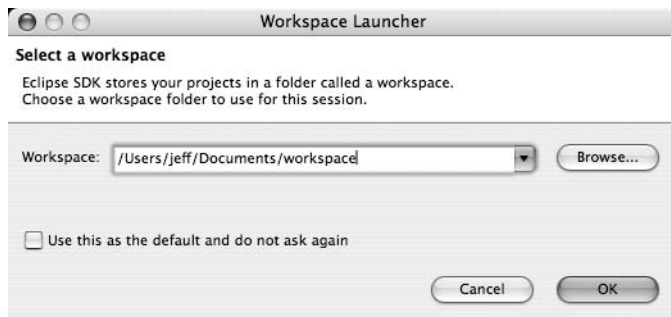 Workspace Launcher
Select a workspace
Eclipse SDK stores your projects in a folder called a workspace.
Choose a workspace folder to use for this session.
Workspace: /Users/jeff/Documents/workspace Browse...
Use this as the default and do not ask again
Cancel OK